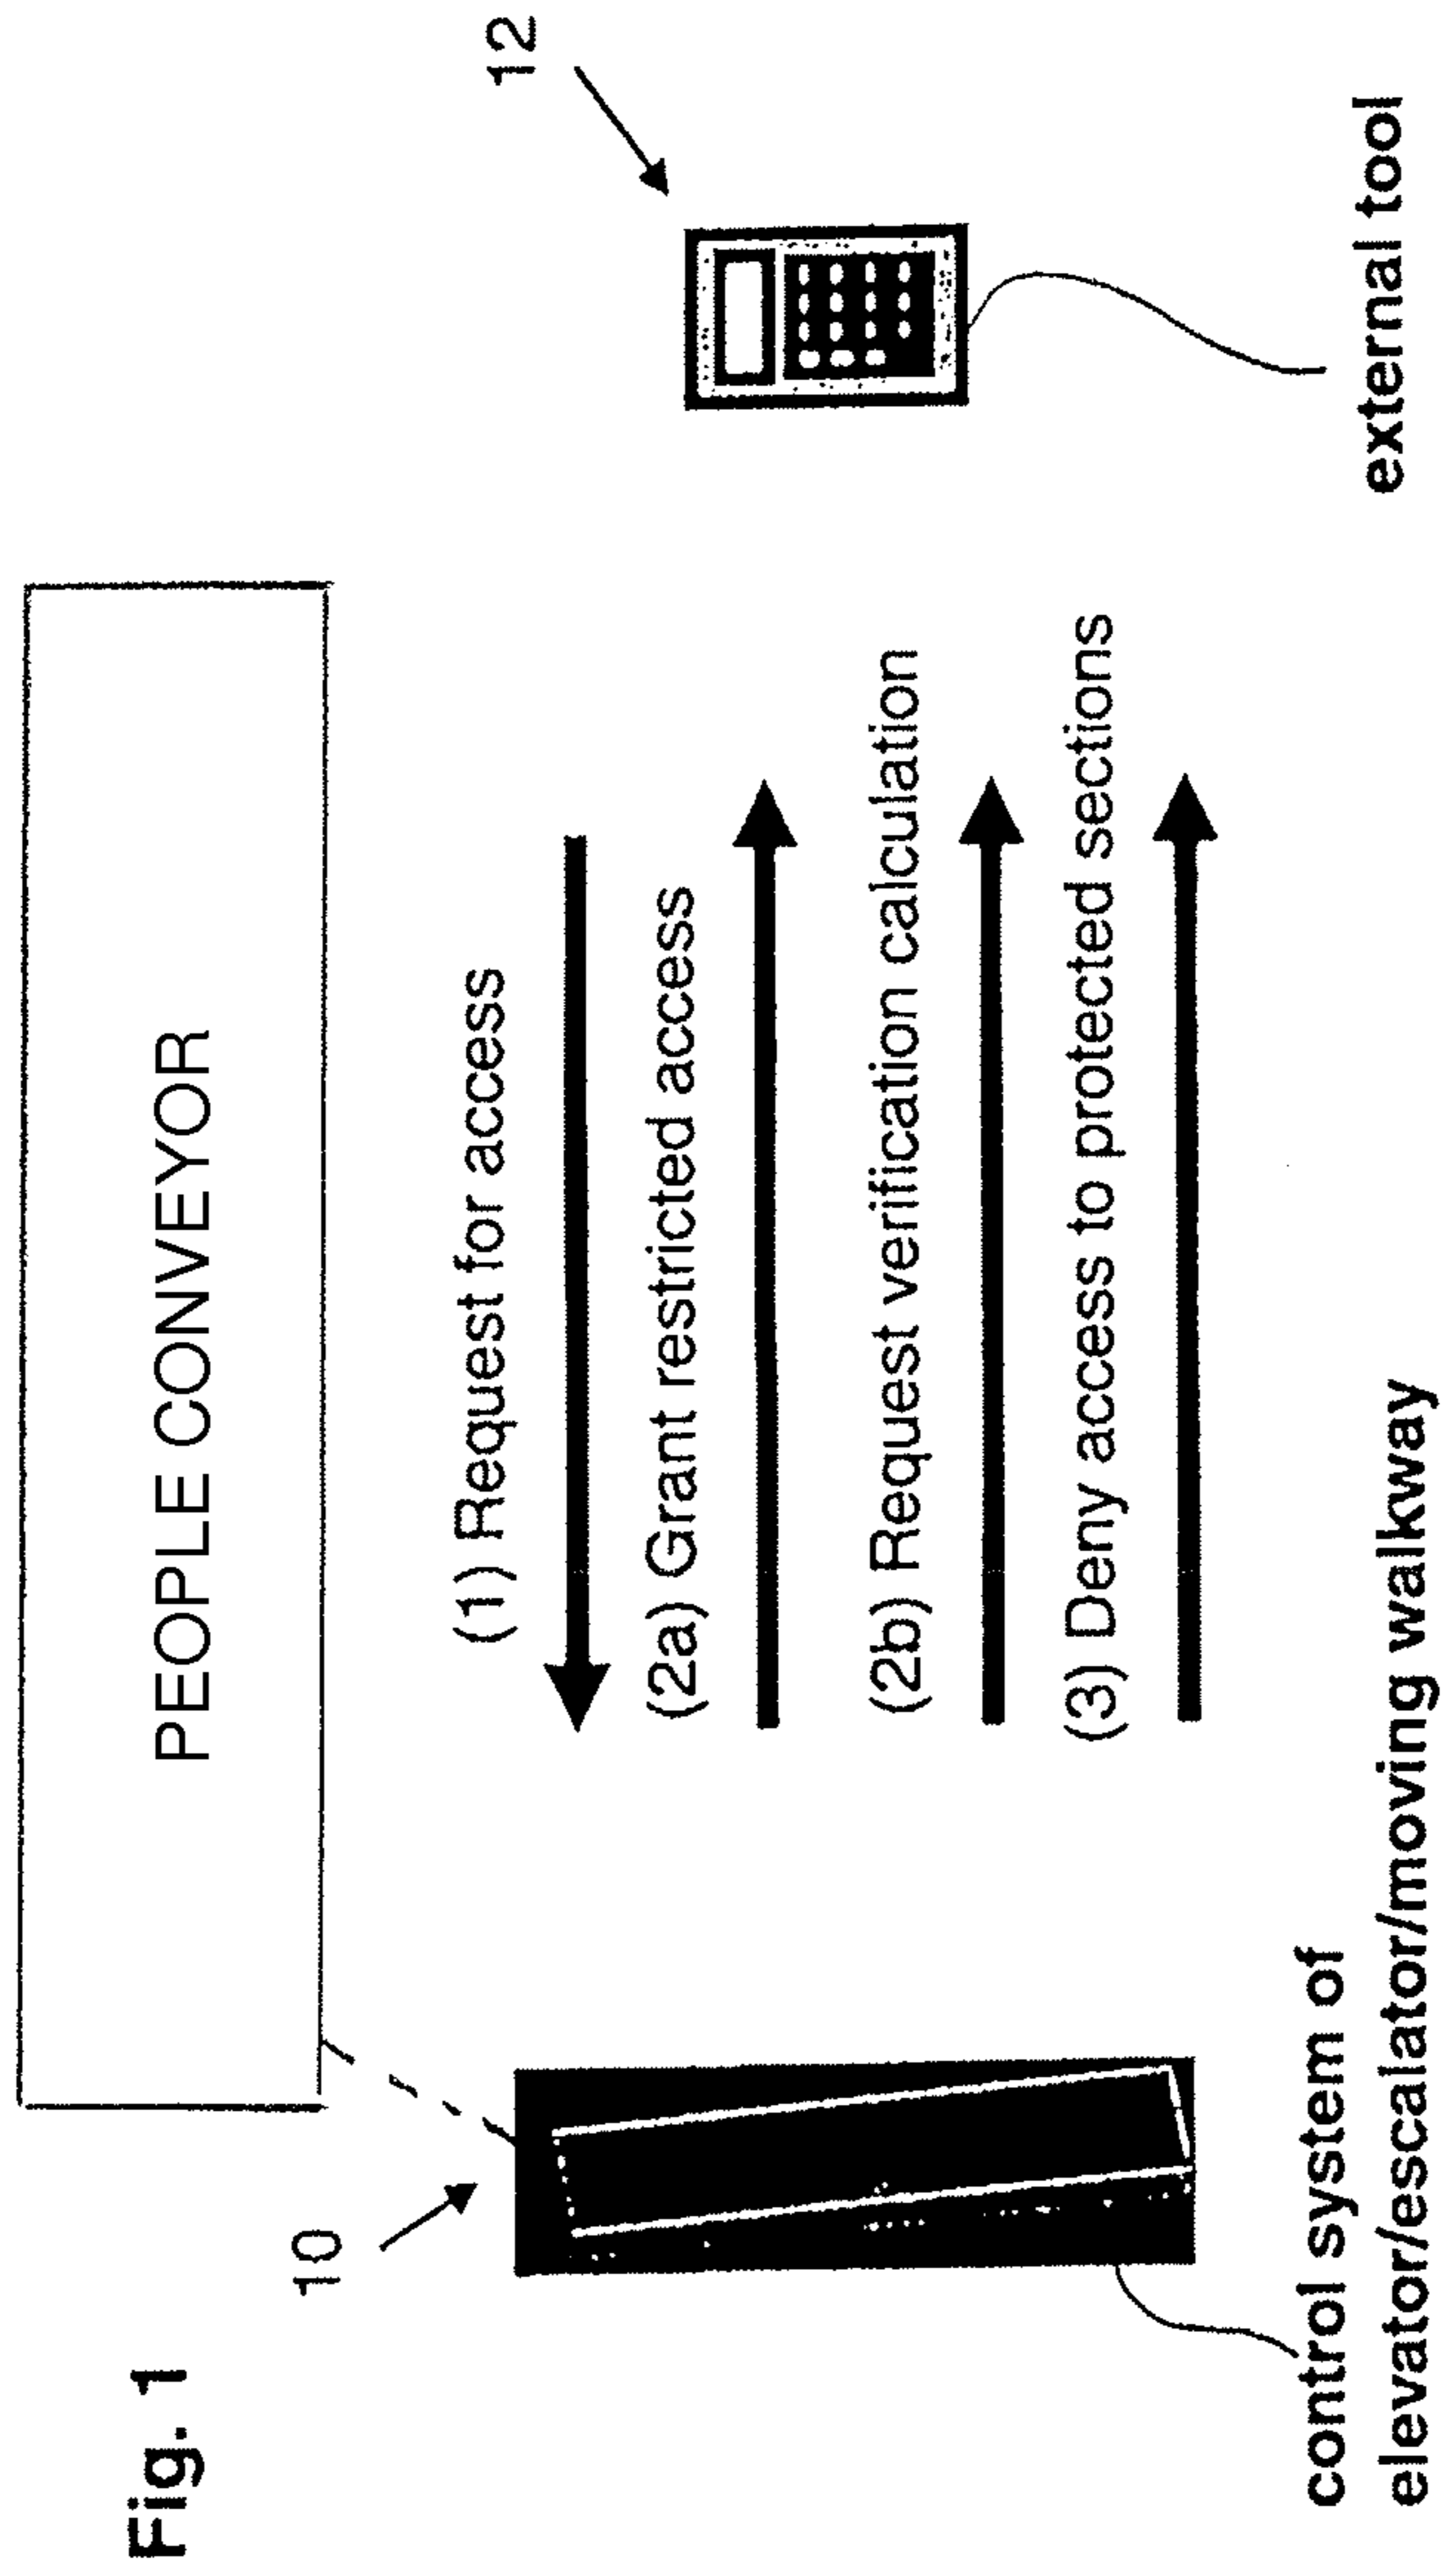 Fig. 1
PEOPLE CONVEYOR
10
12
(1) Request for access
(2a) Grant restricted access
(2b) Request verification calculation
(3) Deny access to protected sections
control system of
elevator/escalator/moving walkway
external tool